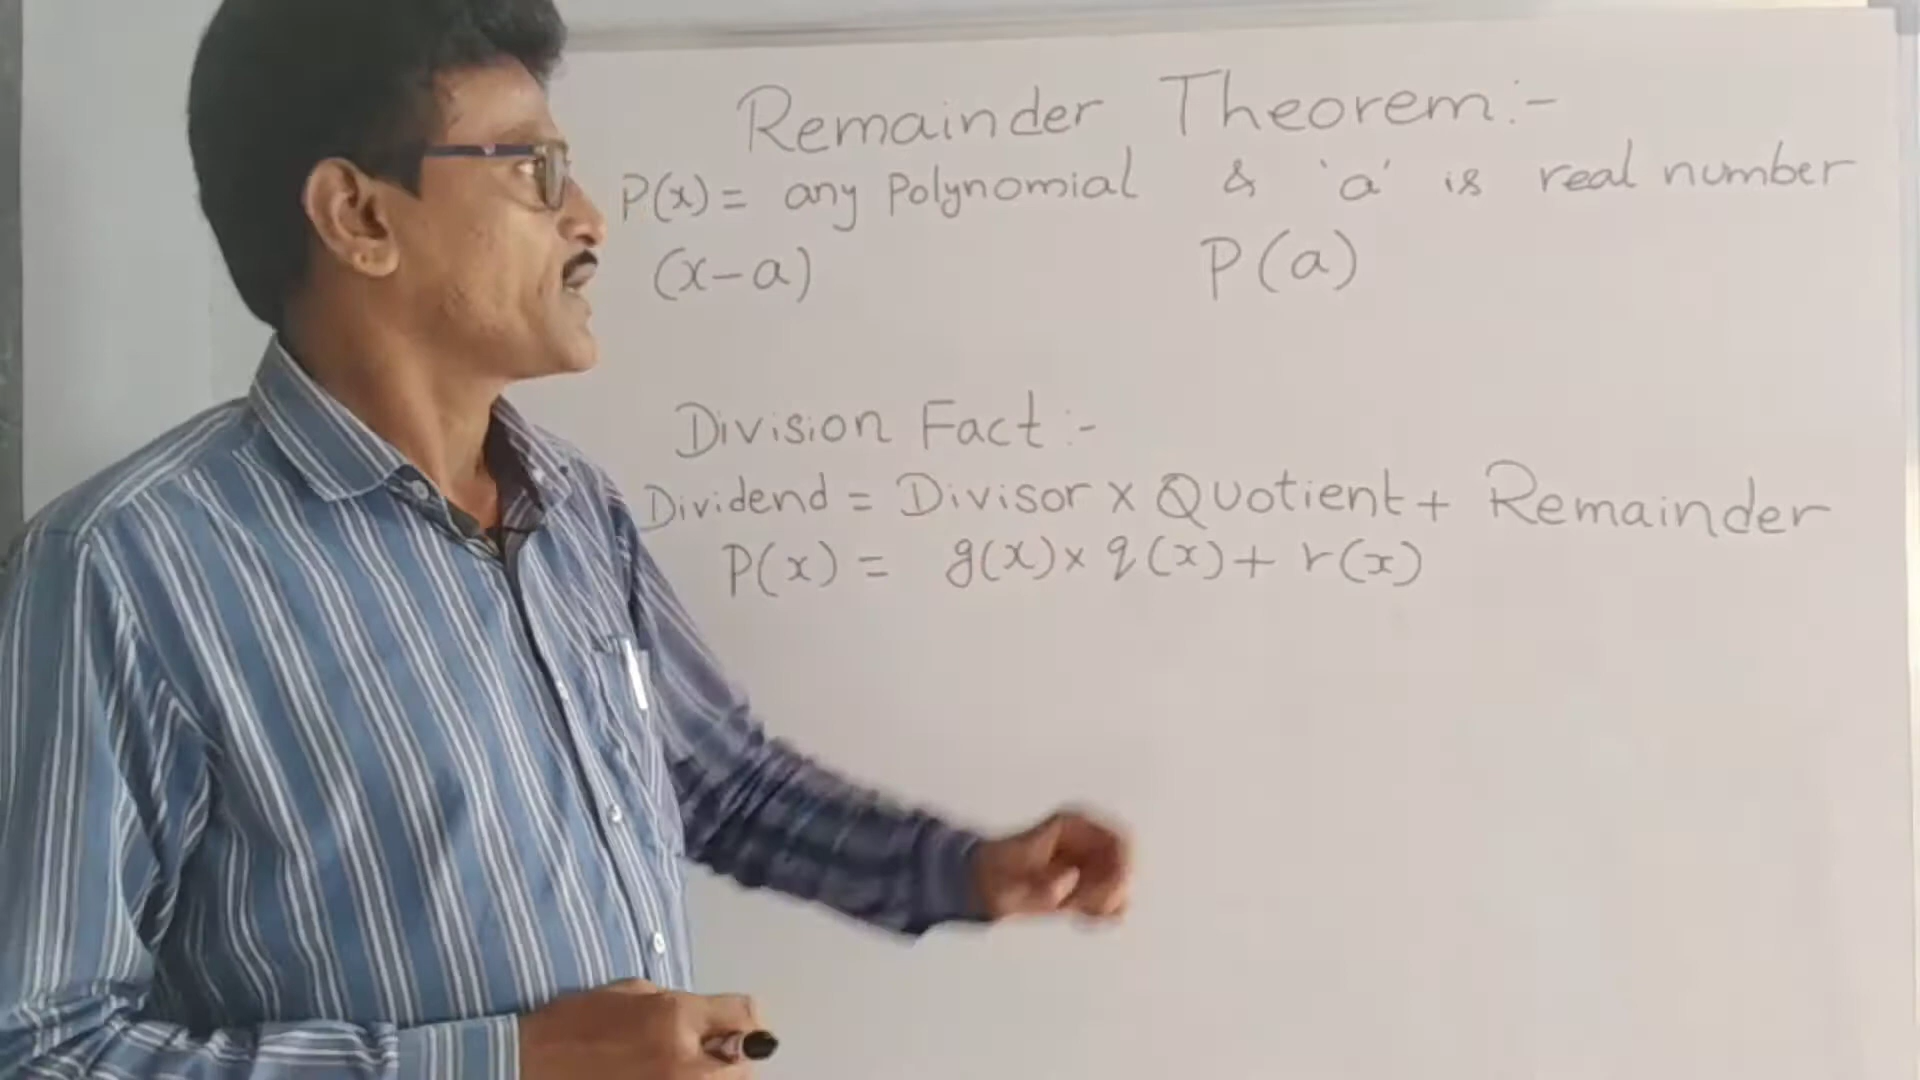 Remainder Theorem:-
P(x) = any Polynomial & 'a' is real number
(x-a) P(a)
Division Fact :-
Dividend = Divisor x Quotient + Remainder
P(x) = g(x) x q(x) + r(x)